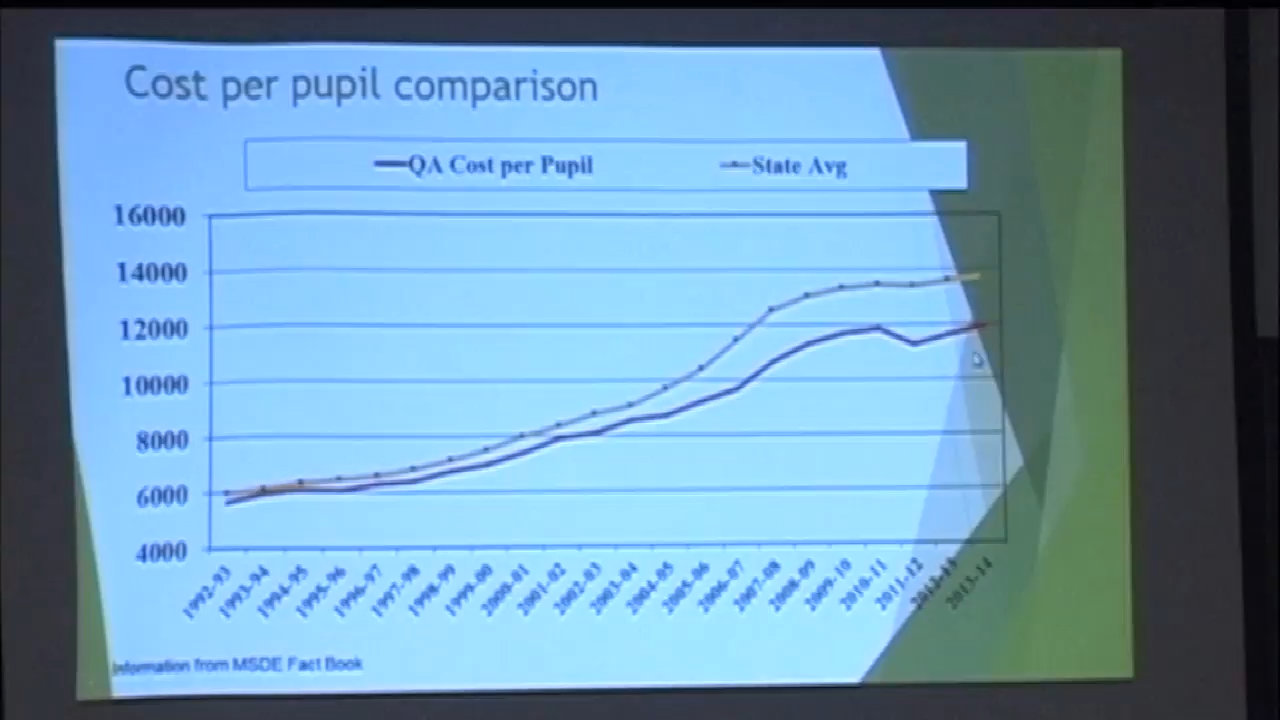 Cost per pupil comparison
QA Cost per Pupil State Avg
16000
14000
12000
10000
8000
6000
4000
1992-93 1993-94 1994-95 1995-96 1996-97 1997-98 1998-99 1999-00 2000-01 2001-02 2002-03 2003-04 2004-05 2005-06 2006-07 2007-08 2008-09 2009-10 2010-11 2011-12 2012-13 2013-14
Information from MSDE Fact Book